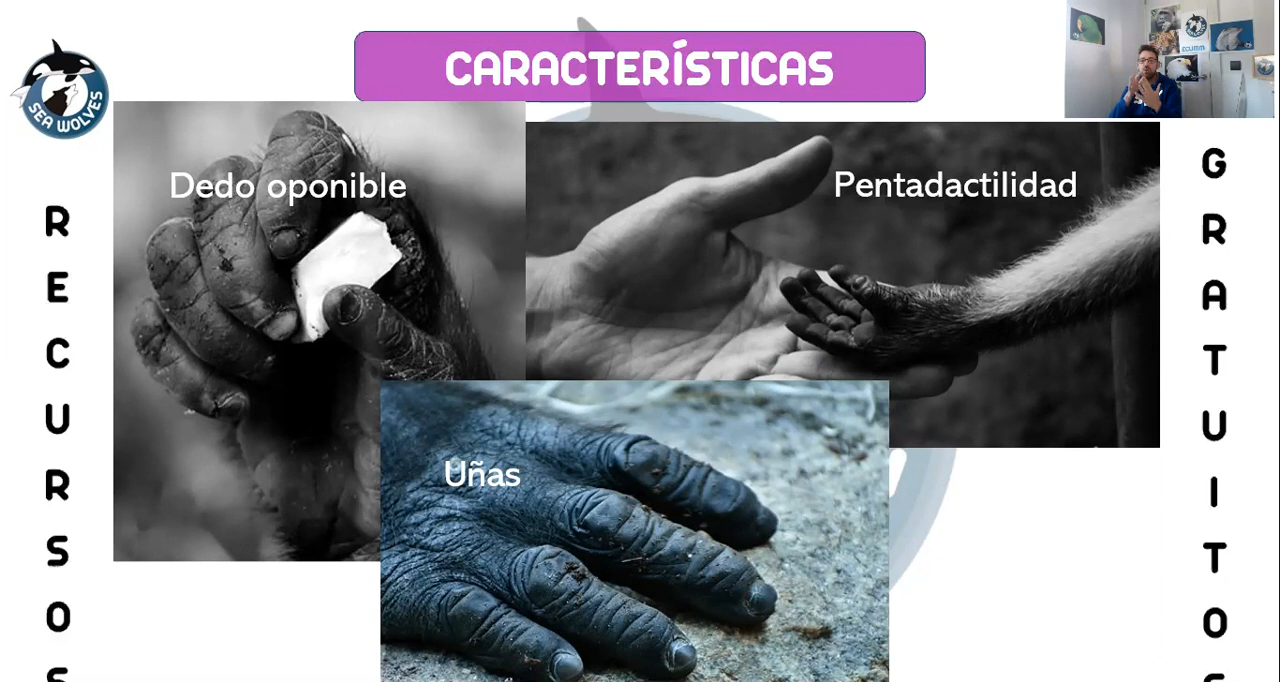 CARACTERÍSTICAS
SEA WOLVES
Dedo oponible
Pentadactilidad
Uñas
R
E
C
U
R
S
O
S
G
R
A
T
U
I
T
O
S